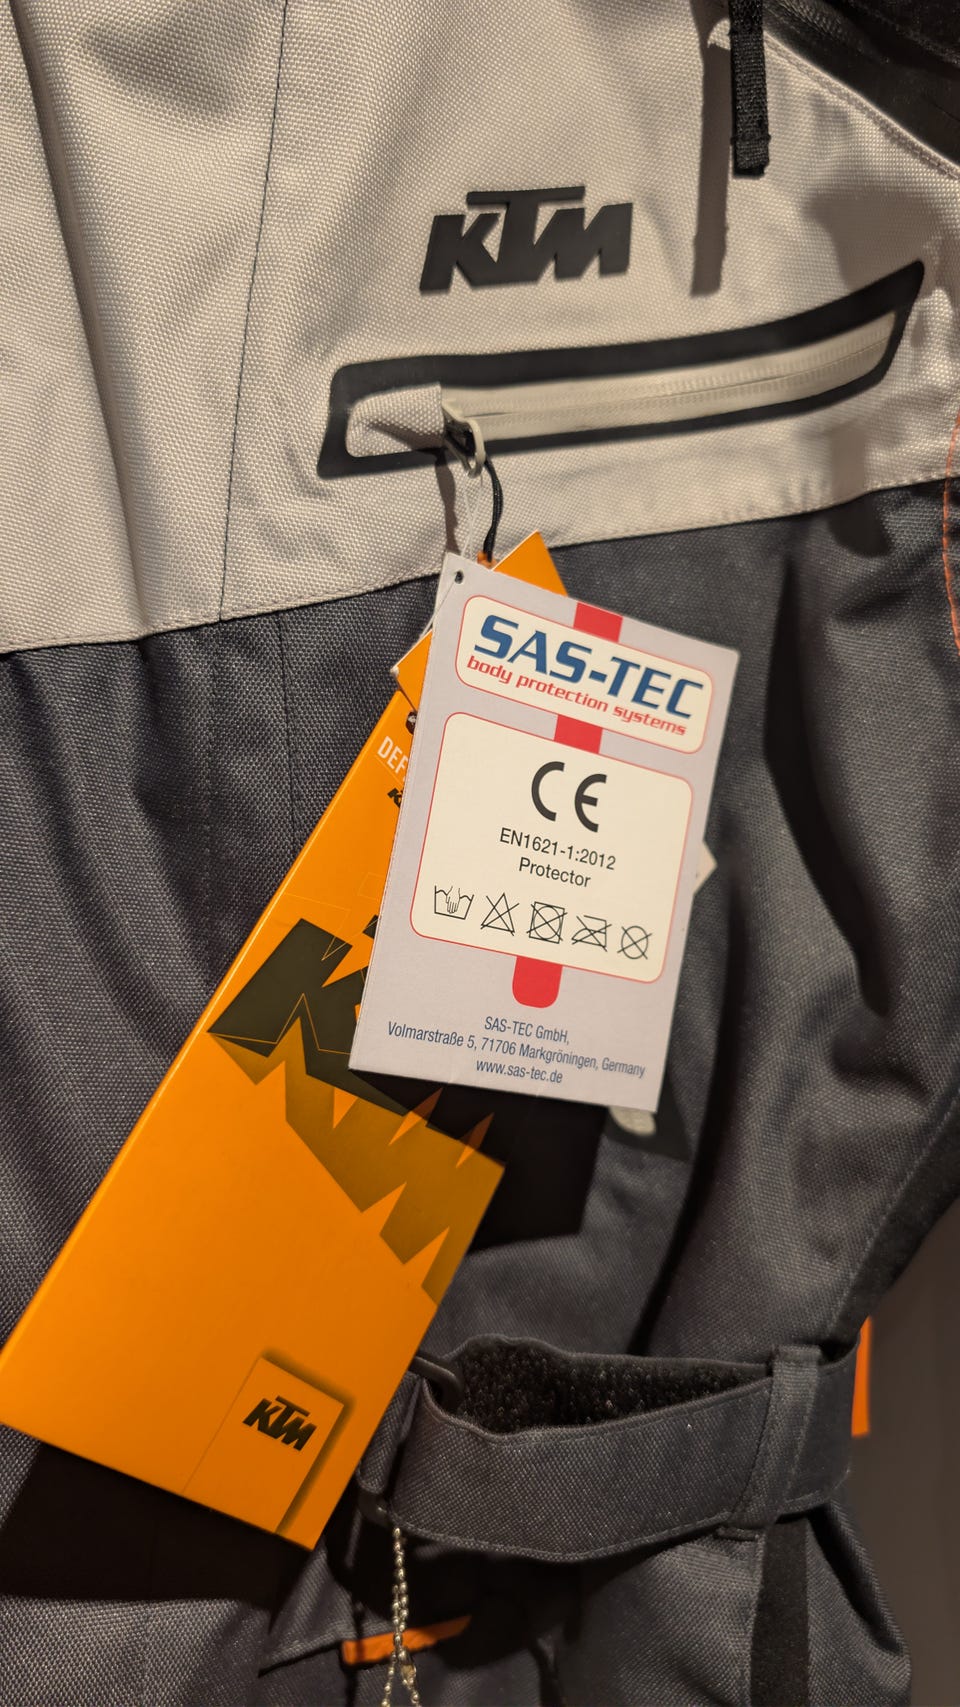 KTM
SAS-TEC
body protection systems
CE
EN1621-1:2012
Protector
SAS-TEC GmbH,
Volmarstraße 5, 71706 Markgröningen, Germany
www.sas-tec.de
KTM